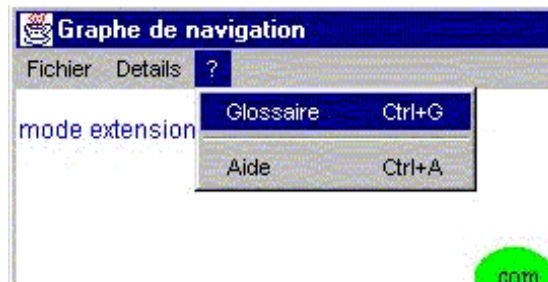 Graphe de navigation
Fichier Details ?
Glossaire Ctrl+G
mode extension
Aide Ctrl+A
com